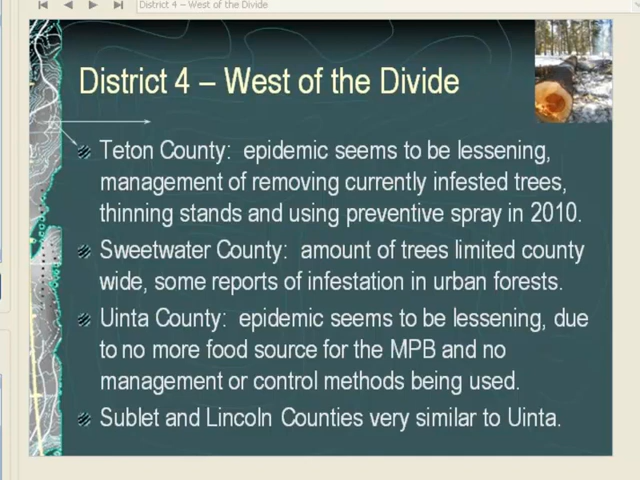 District 4 – West of the Divide
District 4 – West of the Divide
Teton County: epidemic seems to be lessening,
management of removing currently infested trees,
thinning stands and using preventive spray in 2010.
Sweetwater County: amount of trees limited county
wide, some reports of infestation in urban forests.
Uinta County: epidemic seems to be lessening, due
to no more food source for the MPB and no
management or control methods being used.
Sublet and Lincoln Counties very similar to Uinta.